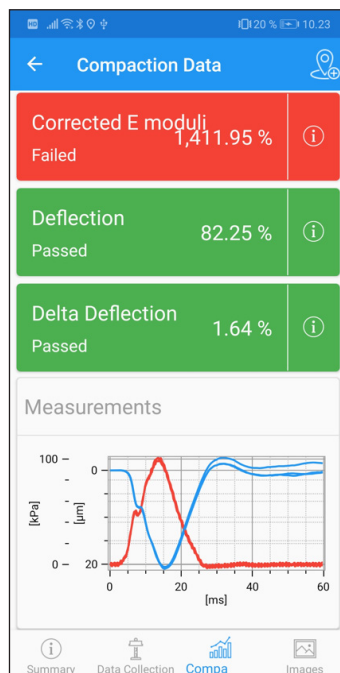 HD 20 % 10.23
Compaction Data
Corrected E moduli
1,411.95 %
Failed
Deflection
82.25 %
Passed
Delta Deflection
1.64 %
Passed
Measurements
100 –
0
[kPa]
[µm]
0 –
20
0
20
40
60
[ms]
Summary
Data Collection
Compa
Images